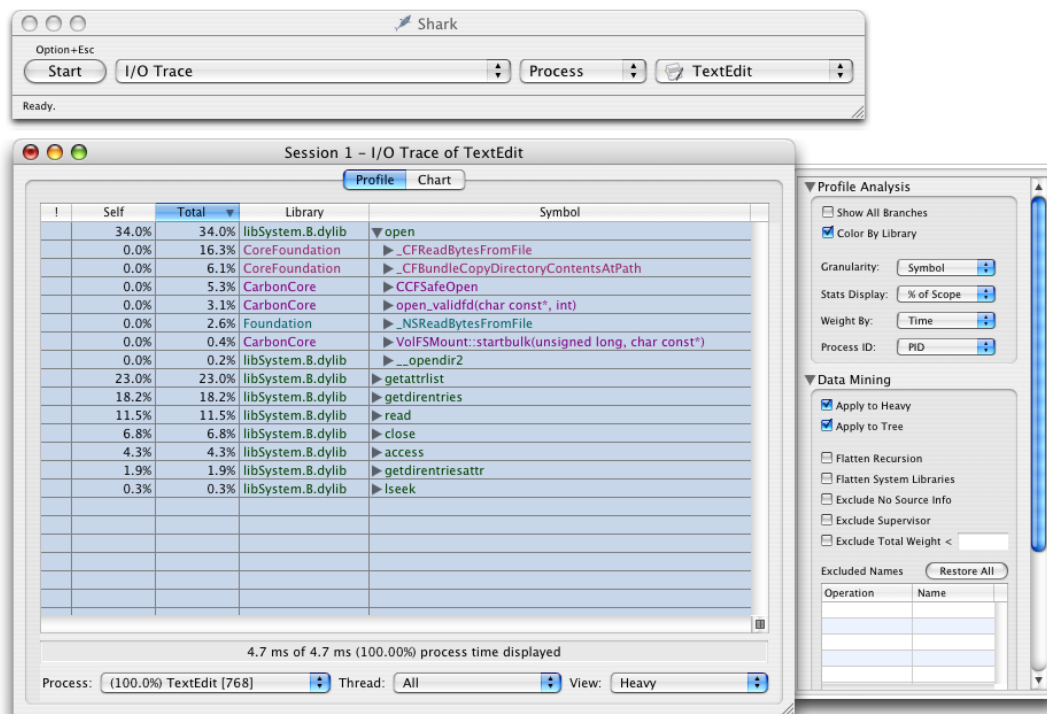 Shark
Option+Esc
Start I/O Trace Process TextEdit
Ready.
Session 1 – I/O Trace of TextEdit
Profile Chart
! Self Total Library Symbol
34.0% 34.0% libSystem.B.dylib open
0.0% 16.3% CoreFoundation _CFReadBytesFromFile
0.0% 6.1% CoreFoundation _CFBundleCopyDirectoryContentsAtPath
0.0% 5.3% CarbonCore CCFSafeOpen
0.0% 3.1% CarbonCore open_validfd(char const*, int)
0.0% 2.6% Foundation _NSReadBytesFromFile
0.0% 0.4% CarbonCore VolFSMount::startbulk(unsigned long, char const*)
0.0% 0.2% libSystem.B.dylib __opendir2
23.0% 23.0% libSystem.B.dylib getattrlist
18.2% 18.2% libSystem.B.dylib getdirentries
11.5% 11.5% libSystem.B.dylib read
6.8% 6.8% libSystem.B.dylib close
4.3% 4.3% libSystem.B.dylib access
1.9% 1.9% libSystem.B.dylib getdirentriesattr
0.3% 0.3% libSystem.B.dylib lseek
4.7 ms of 4.7 ms (100.00%) process time displayed
Process: (100.0%) TextEdit [768] Thread: All View: Heavy
Profile Analysis
Show All Branches
Color By Library
Granularity: Symbol
Stats Display: % of Scope
Weight By: Time
Process ID: PID
Data Mining
Apply to Heavy
Apply to Tree
Flatten Recursion
Flatten System Libraries
Exclude No Source Info
Exclude Supervisor
Exclude Total Weight <
Excluded Names Restore All
Operation Name